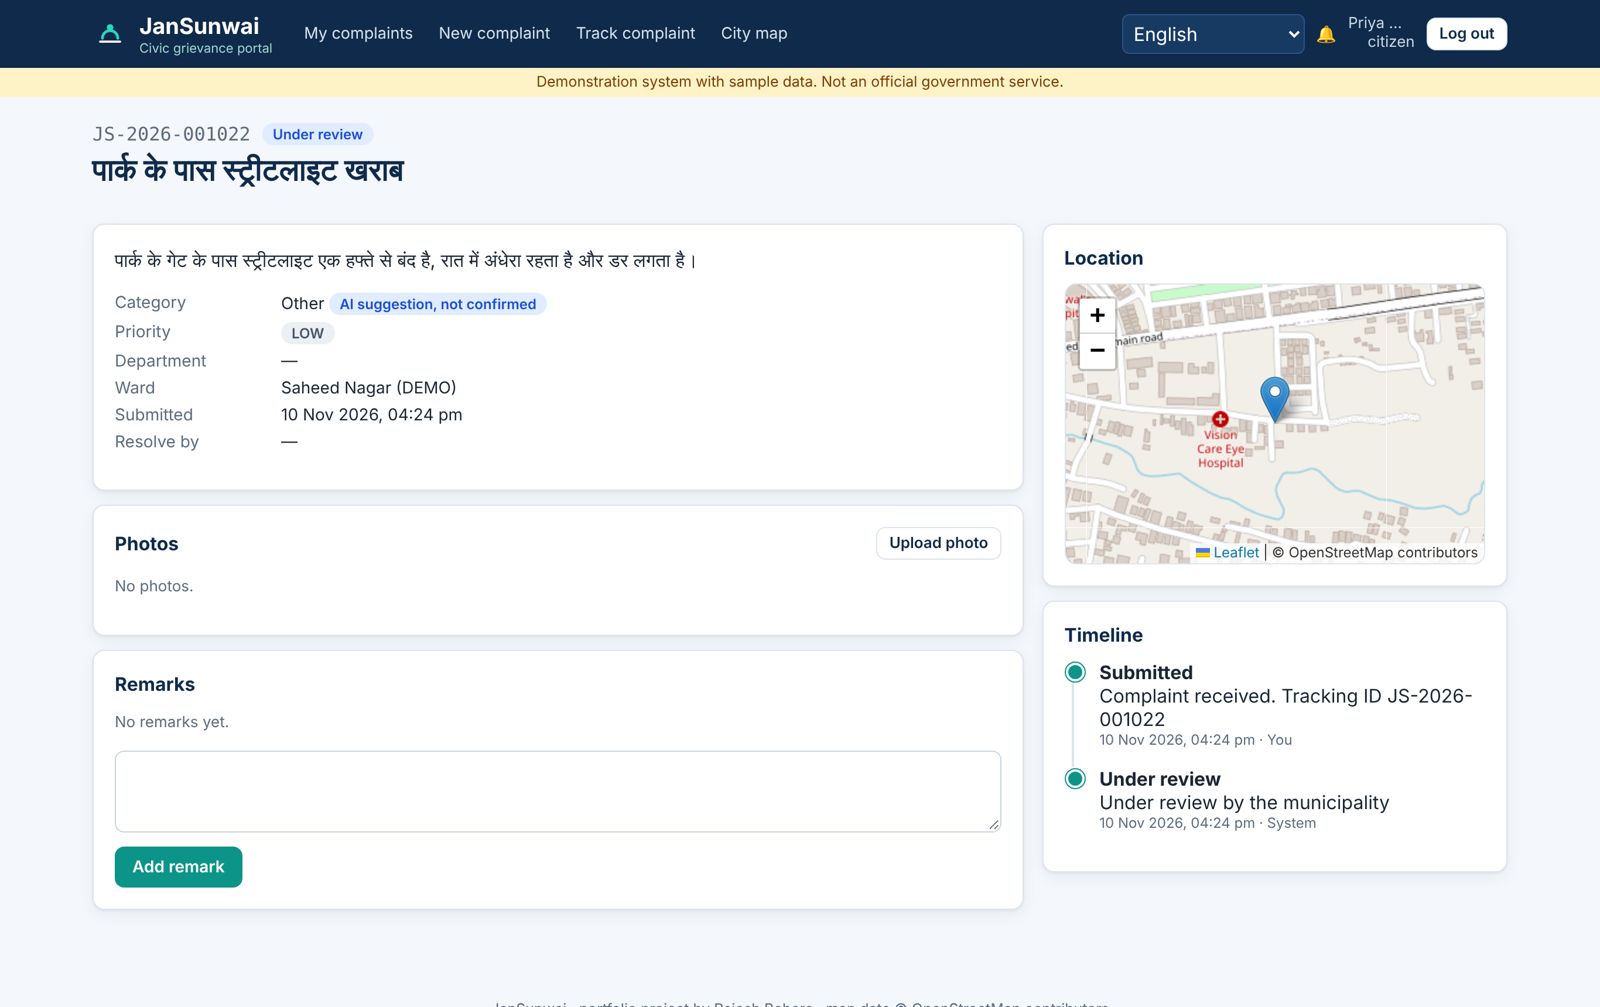 JanSunwai
Civic grievance portal
My complaints
New complaint
Track complaint
City map
English
Priya ...
citizen
Log out
Demonstration system with sample data. Not an official government service.
JS-2026-001022 Under review
पार्क के पास स्ट्रीटलाइट खराब
पार्क के गेट के पास स्ट्रीटलाइट एक हफ्ते से बंद है, रात में अंधेरा रहता है और डर लगता है।
Category Other AI suggestion, not confirmed
Priority LOW
Department —
Ward Saheed Nagar (DEMO)
Submitted 10 Nov 2026, 04:24 pm
Resolve by —
Photos
Upload photo
No photos.
Remarks
No remarks yet.
Add remark
Location
+
−
main road
Vision
Care Eye
Hospital
Leaflet | © OpenStreetMap contributors
Timeline
Submitted
Complaint received. Tracking ID JS-2026-
001022
10 Nov 2026, 04:24 pm · You
Under review
Under review by the municipality
10 Nov 2026, 04:24 pm · System